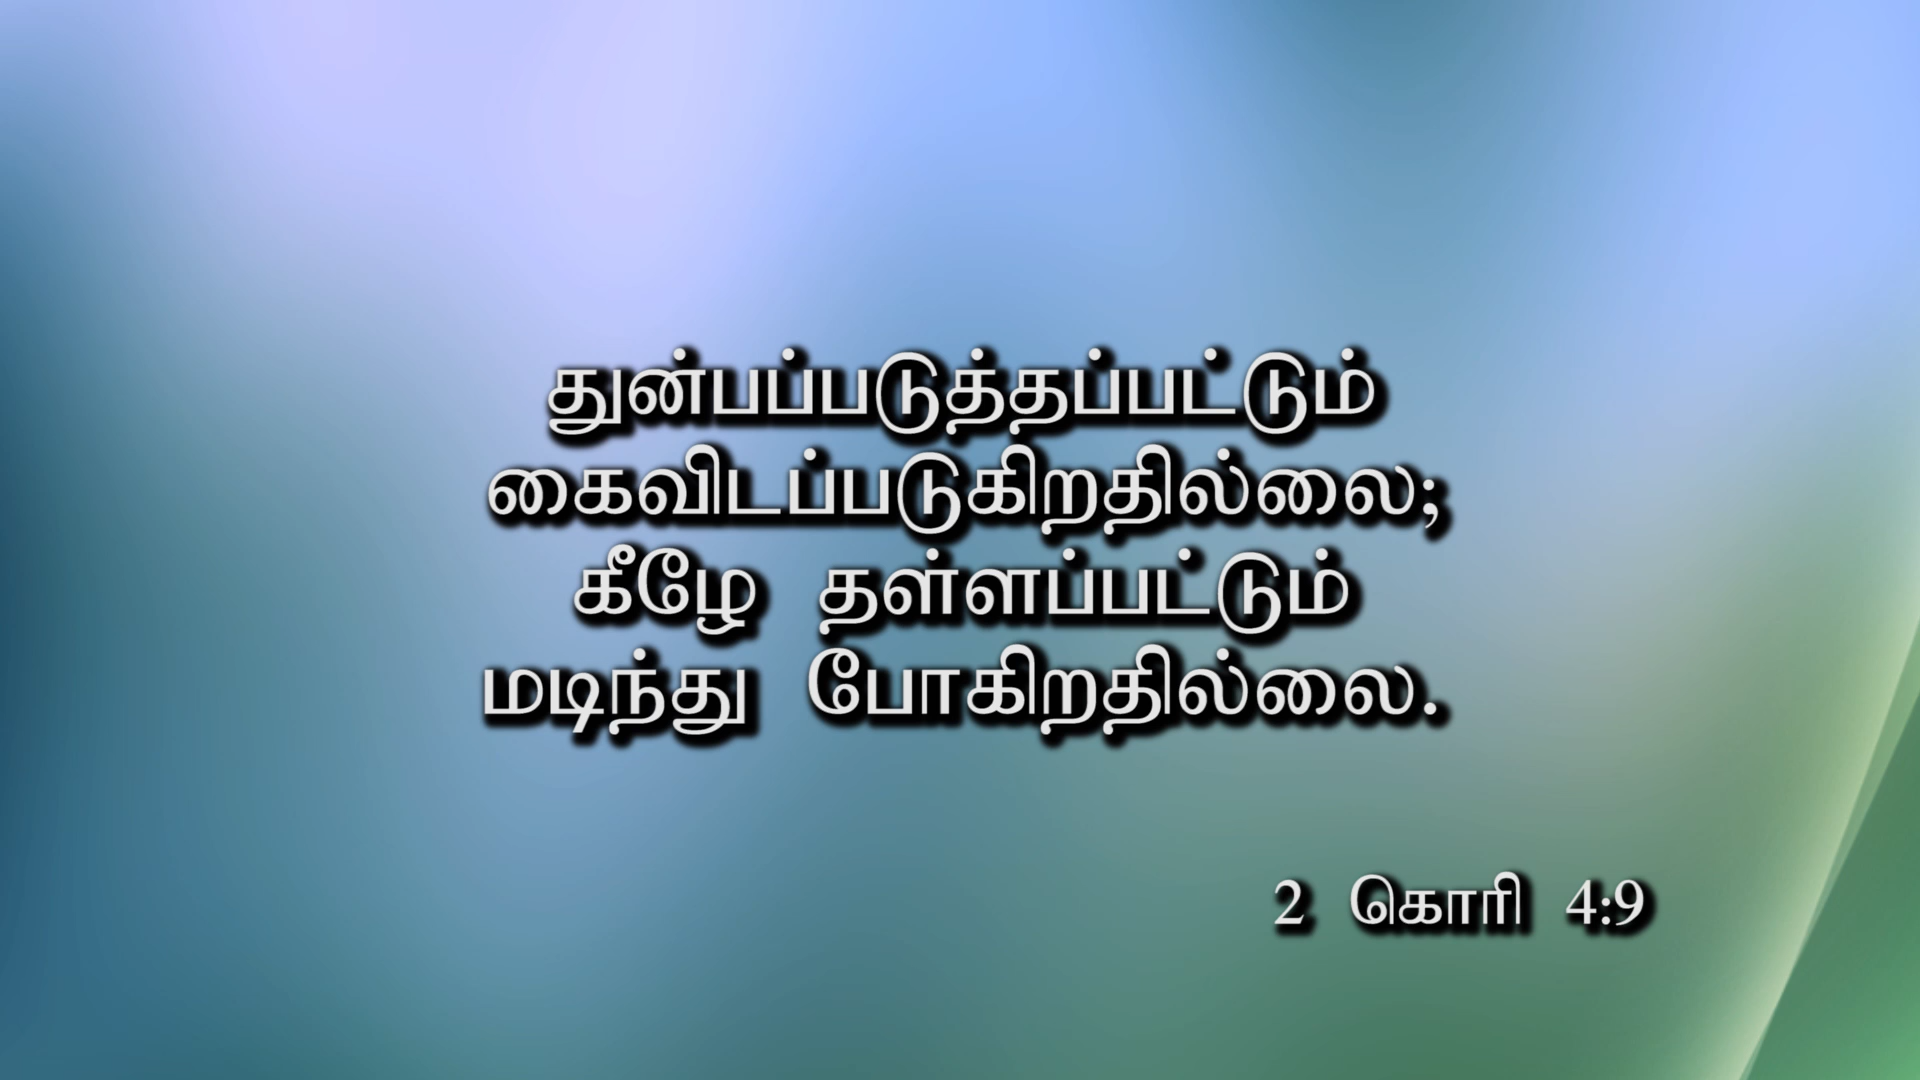 துன்பப்படுத்தப்பட்டும்
கைவிடப்படுகிறதில்லை;
கீழே தள்ளப்பட்டும்
மடிந்து போகிறதில்லை.
2 கொரி 4:9